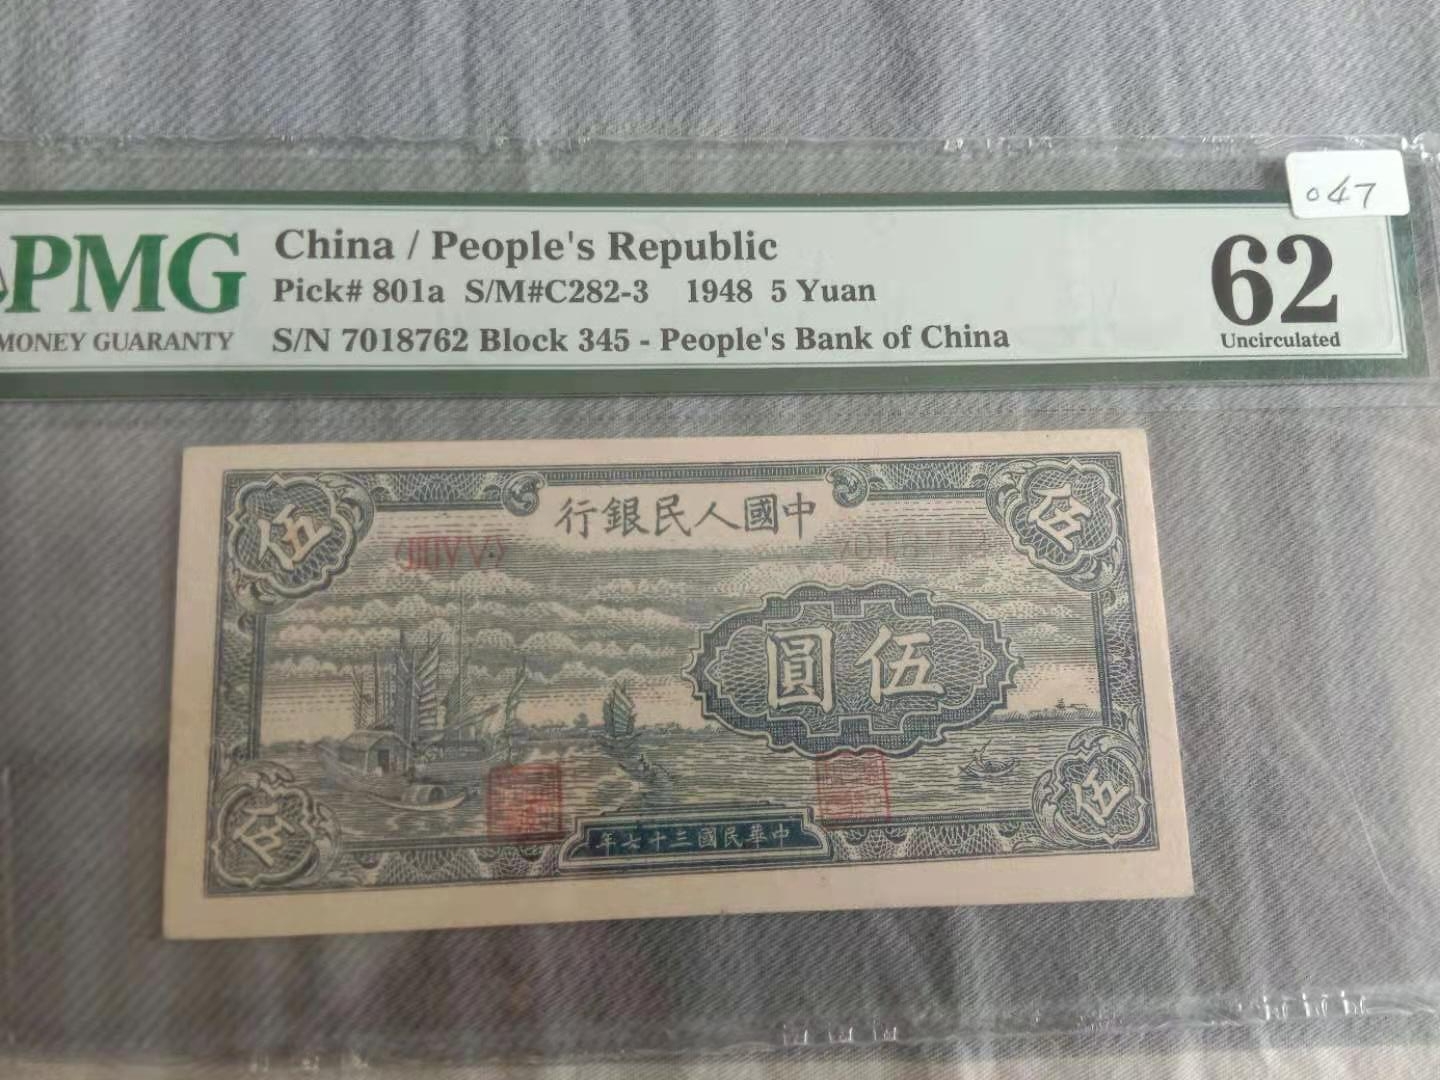 047
PMG
MONEY GUARANTY
China / People's Republic
Pick# 801a S/M#C282-3 1948 5 Yuan
S/N 7018762 Block 345 - People's Bank of China
62
Uncirculated
行銀民人國中
伍
伍
(ⅢⅣⅤ)
7018762
圓伍
伍
伍
年七十三國民華中